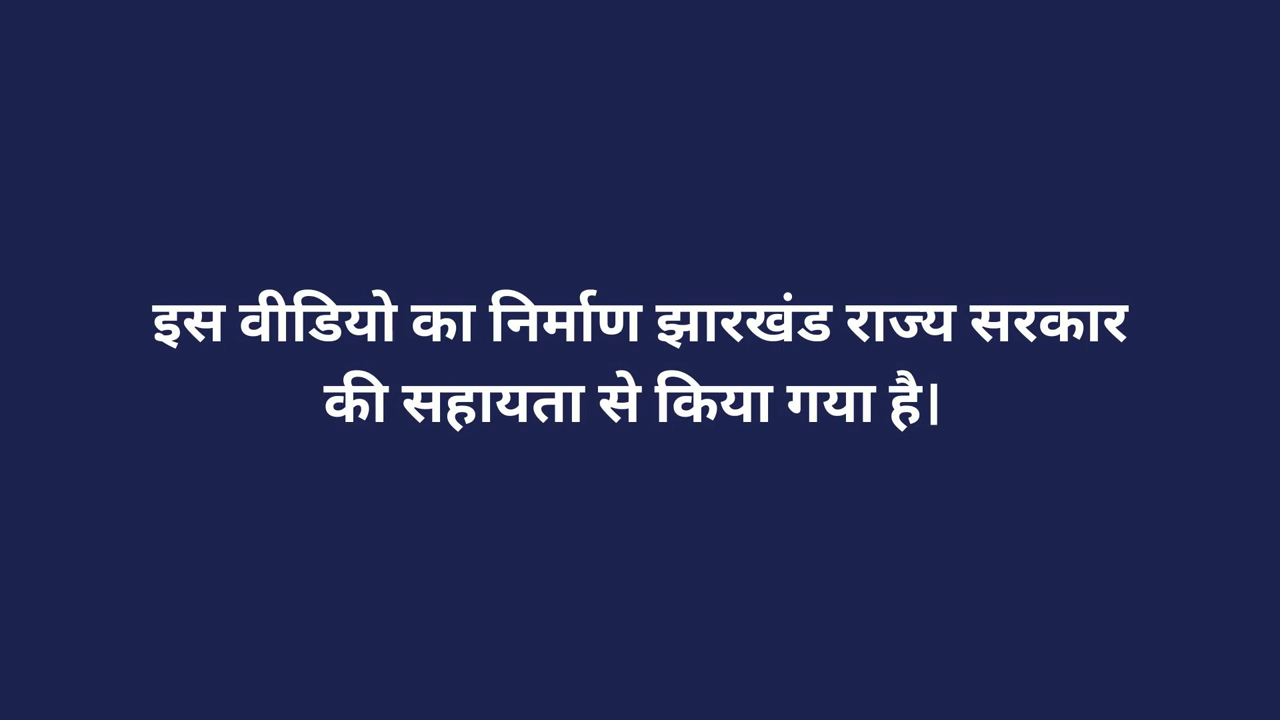 इस वीडियो का निर्माण झारखंड राज्य सरकार
की सहायता से किया गया है।